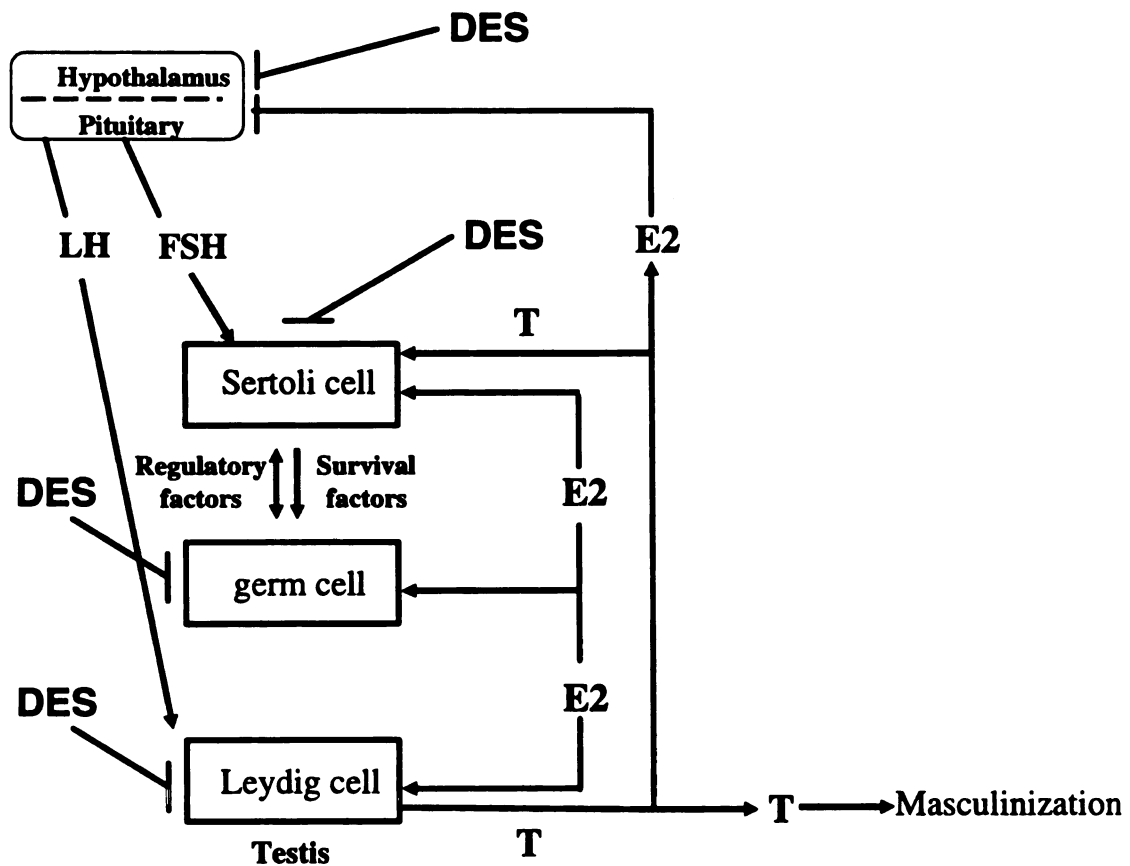 DES
Hypothalamus
Pituitary
DES
E2
LH
FSH
T
Sertoli cell
Regulatory
factors
Survival
factors
DES
E2
germ cell
DES
E2
Leydig cell
T
Masculinization
T
Testis